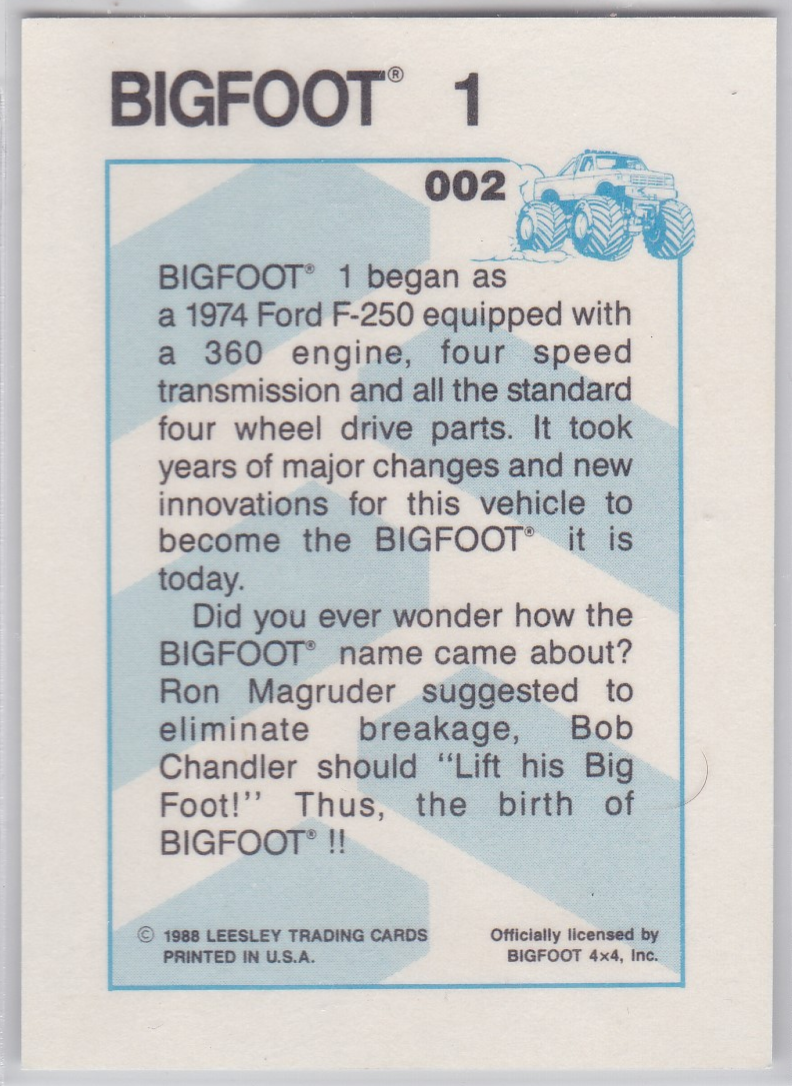 BIGFOOT® 1
002
BIGFOOT® 1 began as
a 1974 Ford F-250 equipped with
a 360 engine, four speed
transmission and all the standard
four wheel drive parts. It took
years of major changes and new
innovations for this vehicle to
become the BIGFOOT® it is
today.
Did you ever wonder how the
BIGFOOT® name came about?
Ron Magruder suggested to
eliminate breakage, Bob
Chandler should “Lift his Big
Foot!” Thus, the birth of
BIGFOOT® !!
© 1988 LEESLEY TRADING CARDS
PRINTED IN U.S.A.
Officially licensed by
BIGFOOT 4×4, Inc.